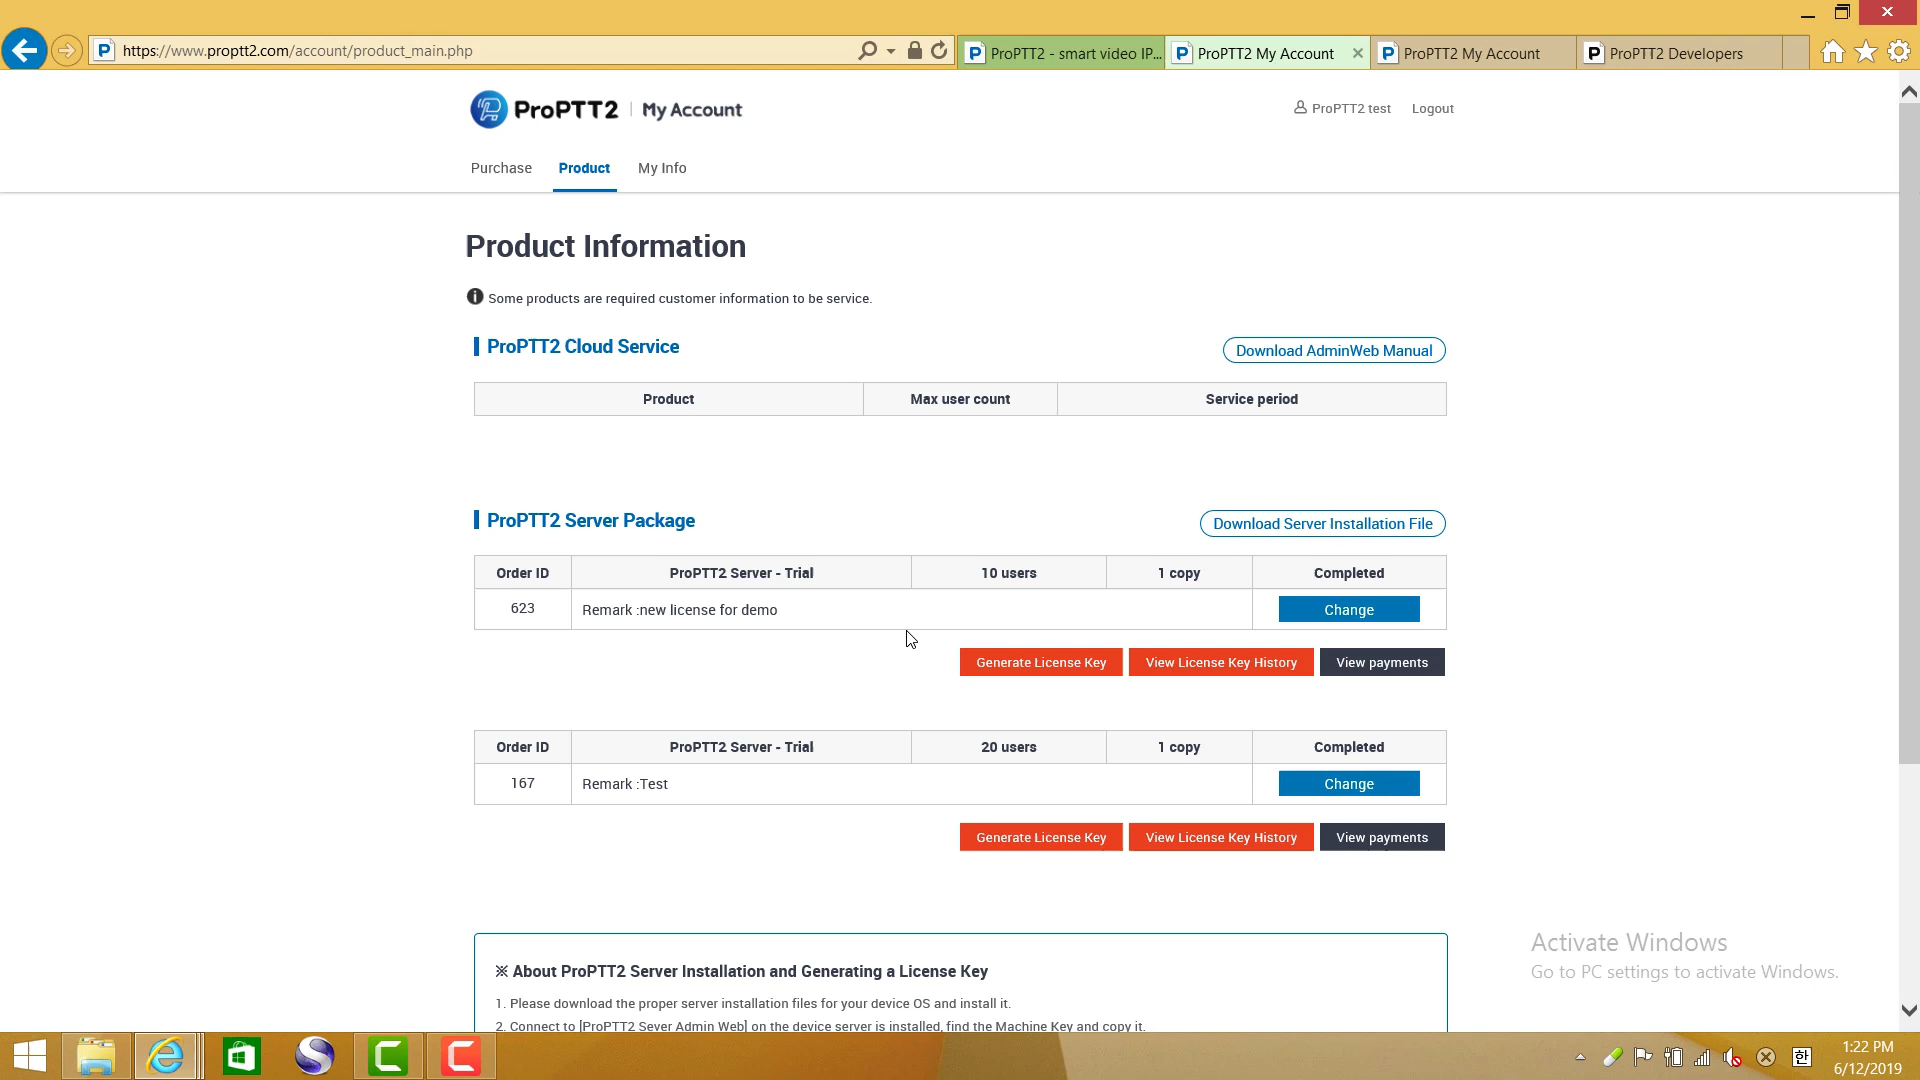 https://www.proptt2.com/account/product_main.php
ProPTT2 - smart video IP...
ProPTT2 My Account
ProPTT2 My Account
ProPTT2 Developers
ProPTT2 | My Account
ProPTT2 test
Logout
Purchase
Product
My Info
Product Information
Some products are required customer information to be service.
ProPTT2 Cloud Service
Download AdminWeb Manual
Product
Max user count
Service period
ProPTT2 Server Package
Download Server Installation File
Order ID
ProPTT2 Server - Trial
10 users
1 copy
Completed
623
Remark :new license for demo
Change
Generate License Key
View License Key History
View payments
Order ID
ProPTT2 Server - Trial
20 users
1 copy
Completed
167
Remark :Test
Change
Generate License Key
View License Key History
View payments
※ About ProPTT2 Server Installation and Generating a License Key
1. Please download the proper server installation files for your device OS and install it.
2. Connect to [ProPTT2 Sever Admin Web] on the device server is installed, find the Machine Key and copy it.
Activate Windows
Go to PC settings to activate Windows.
한
1:22 PM
6/12/2019